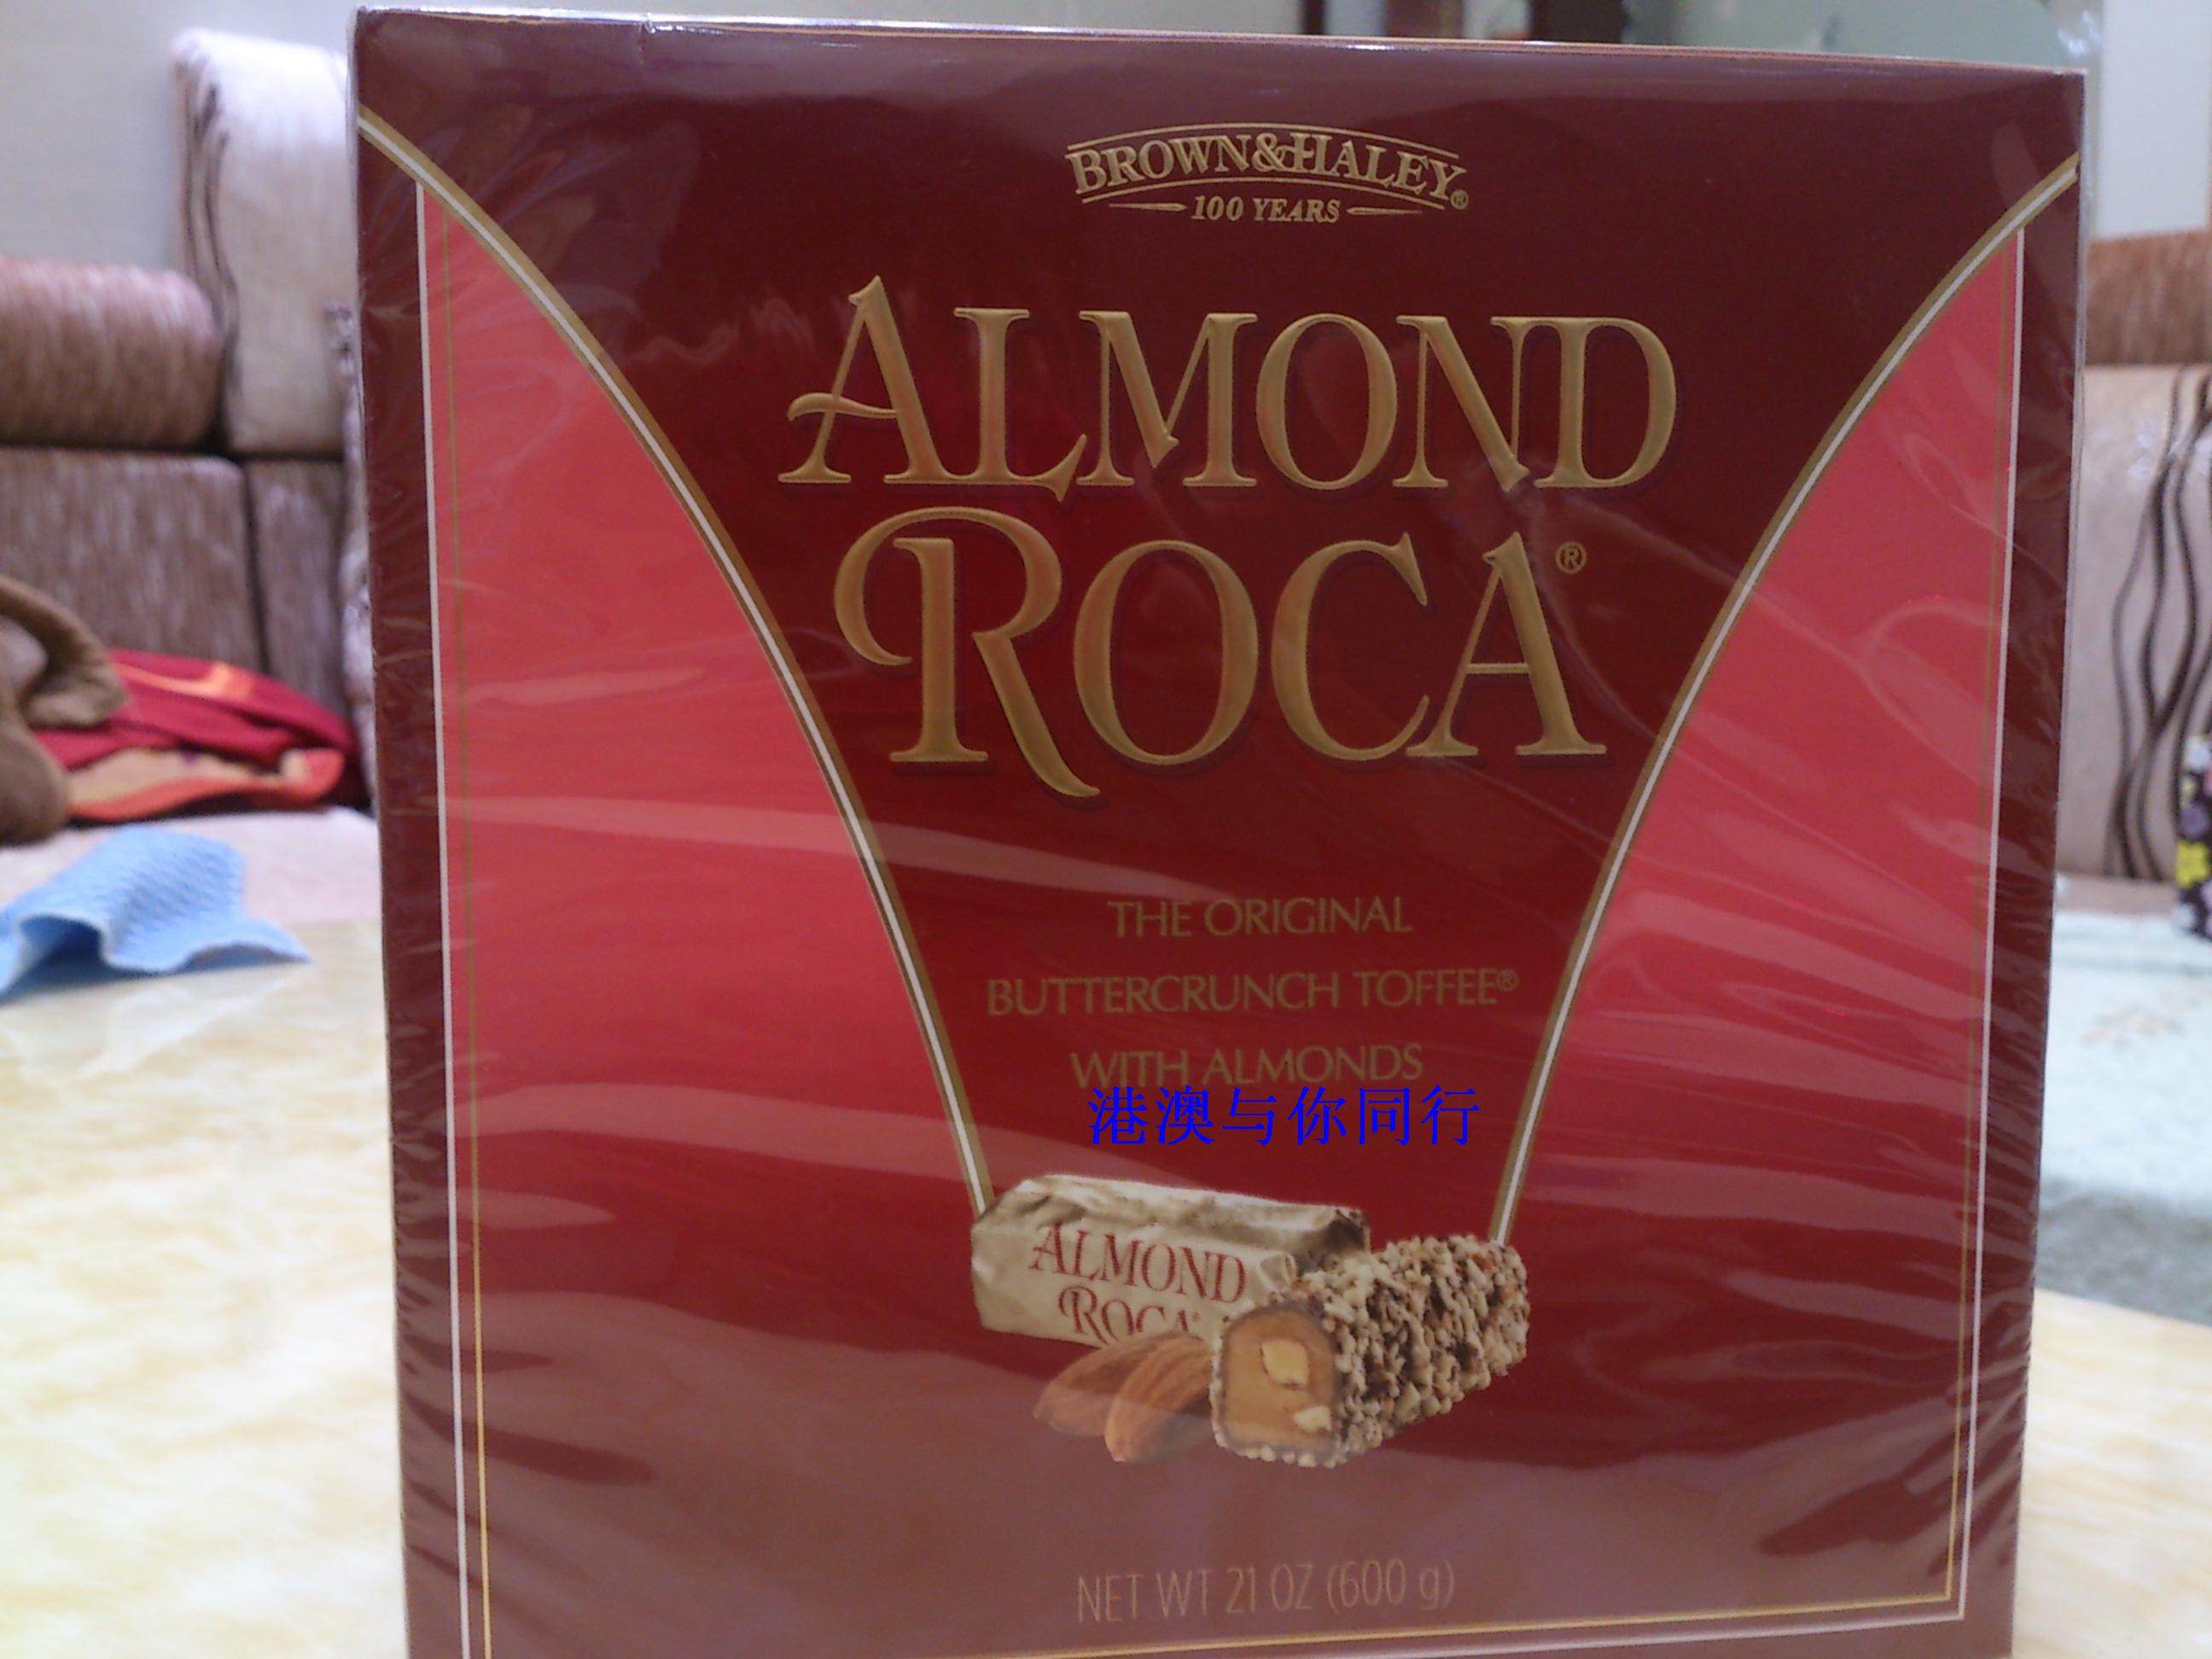 BROWN&HALEY®
100 YEARS
ALMOND
ROCA®
THE ORIGINAL
BUTTERCRUNCH TOFFEE®
WITH ALMONDS
港澳与你同行
ALMOND
ROCA
NET WT 21 OZ (600 g)